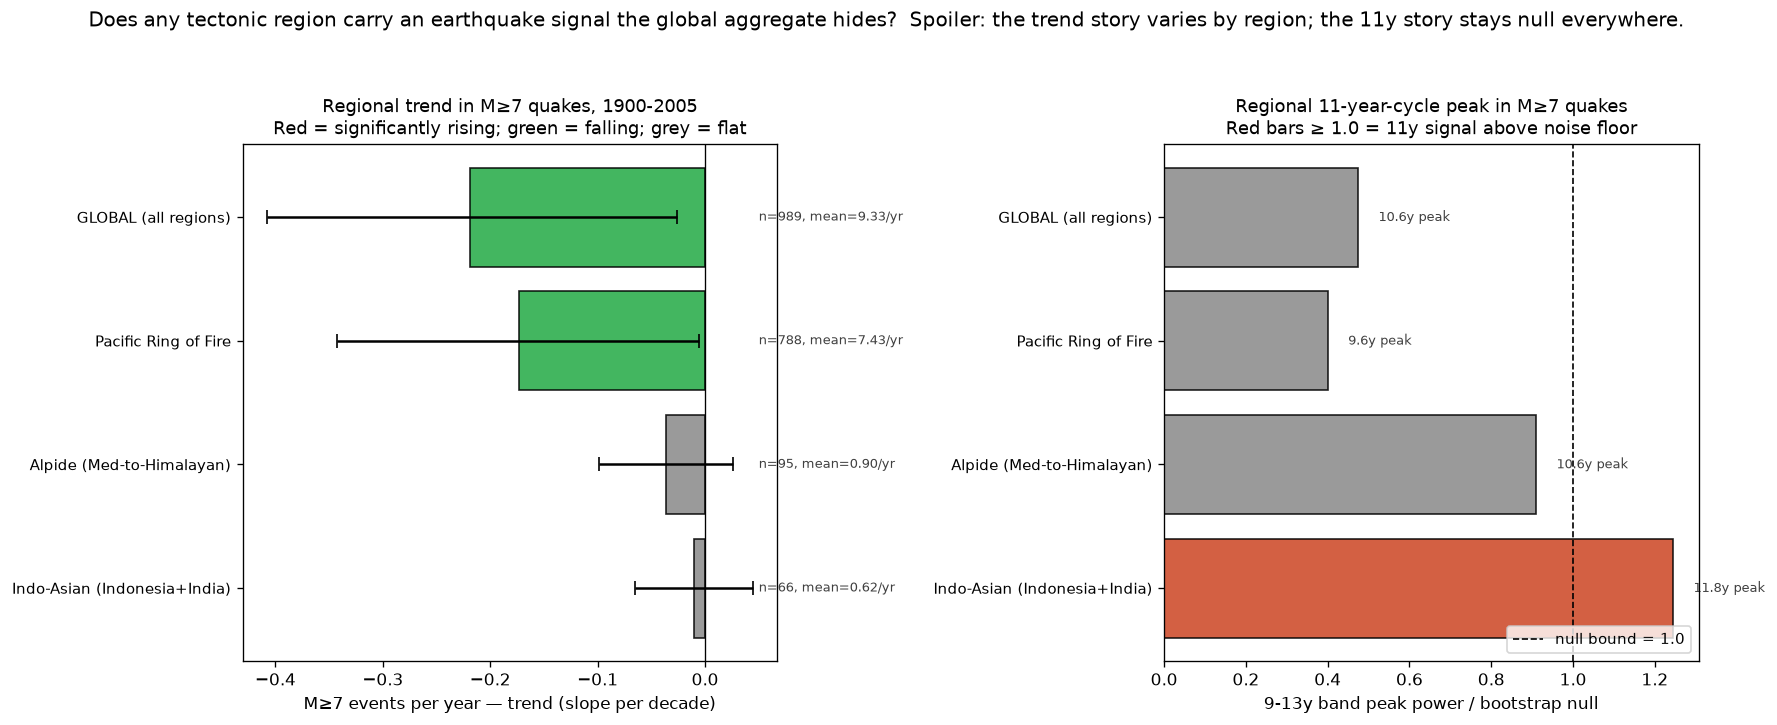 Does any tectonic region carry an earthquake signal the global aggregate hides?  Spoiler: the trend story varies by region; the 11y story stays null everywhere.
Regional trend in M≥7 quakes, 1900-2005
Red = significantly rising; green = falling; grey = flat
GLOBAL (all regions)
n=989, mean=9.33/yr
Pacific Ring of Fire
n=788, mean=7.43/yr
Alpide (Med-to-Himalayan)
n=95, mean=0.90/yr
Indo-Asian (Indonesia+India)
n=66, mean=0.62/yr
−0.4 −0.3 −0.2 −0.1 0.0
M≥7 events per year — trend (slope per decade)
Regional 11-year-cycle peak in M≥7 quakes
Red bars ≥ 1.0 = 11y signal above noise floor
GLOBAL (all regions)
10.6y peak
Pacific Ring of Fire
9.6y peak
Alpide (Med-to-Himalayan)
10.6y peak
Indo-Asian (Indonesia+India)
11.8y peak
null bound = 1.0
0.0 0.2 0.4 0.6 0.8 1.0 1.2
9-13y band peak power / bootstrap null